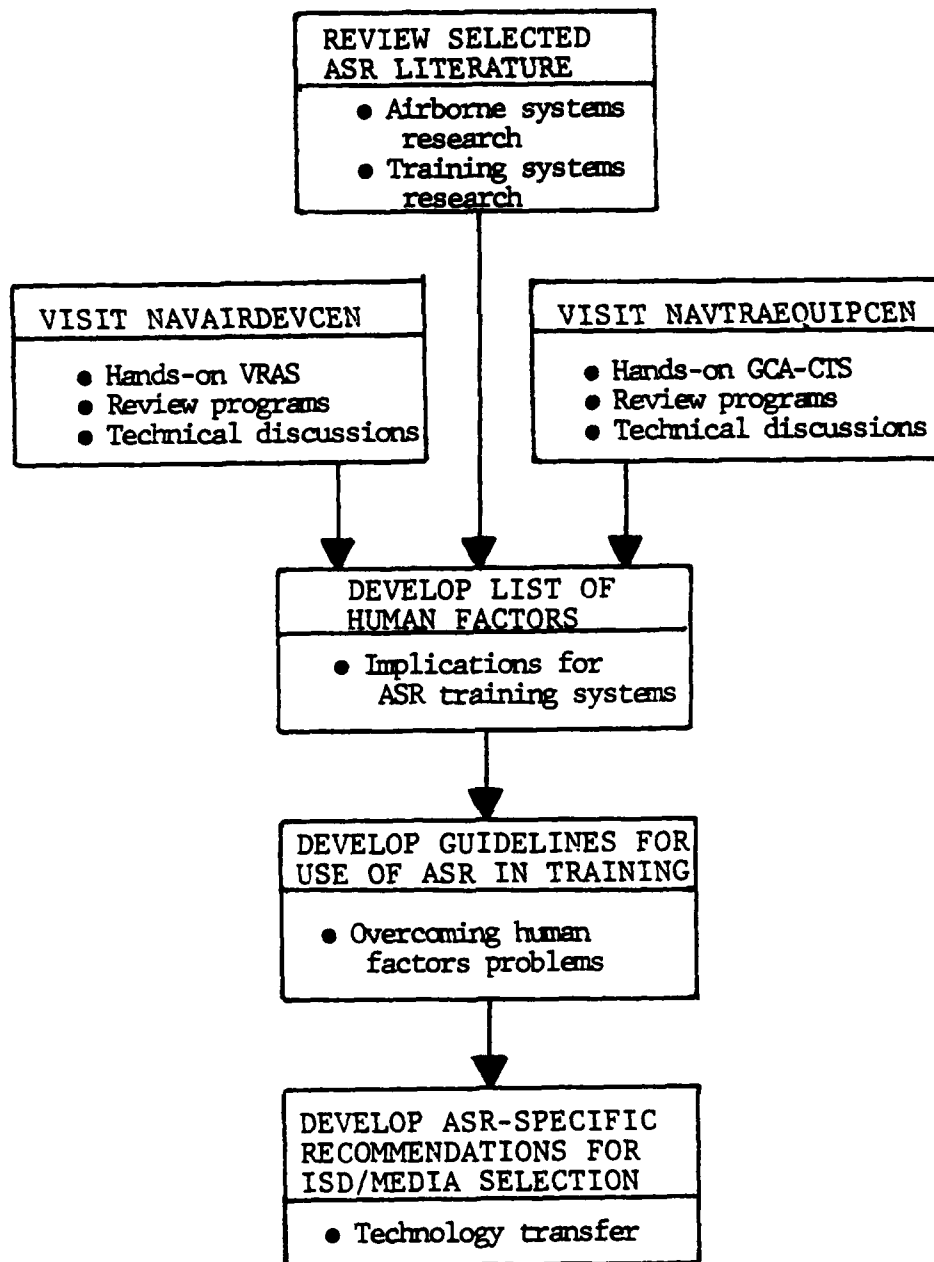 REVIEW SELECTED
ASR LITERATURE
● Airborne systems
research
● Training systems
research
VISIT NAVAIRDEVCEN
● Hands-on VRAS
● Review programs
● Technical discussions
VISIT NAVTRAEQUIPCEN
● Hands-on GCA-CTS
● Review programs
● Technical discussions
DEVELOP LIST OF
HUMAN FACTORS
● Implications for
ASR training systems
DEVELOP GUIDELINES FOR
USE OF ASR IN TRAINING
● Overcoming human
factors problems
DEVELOP ASR-SPECIFIC
RECOMMENDATIONS FOR
ISD/MEDIA SELECTION
● Technology transfer